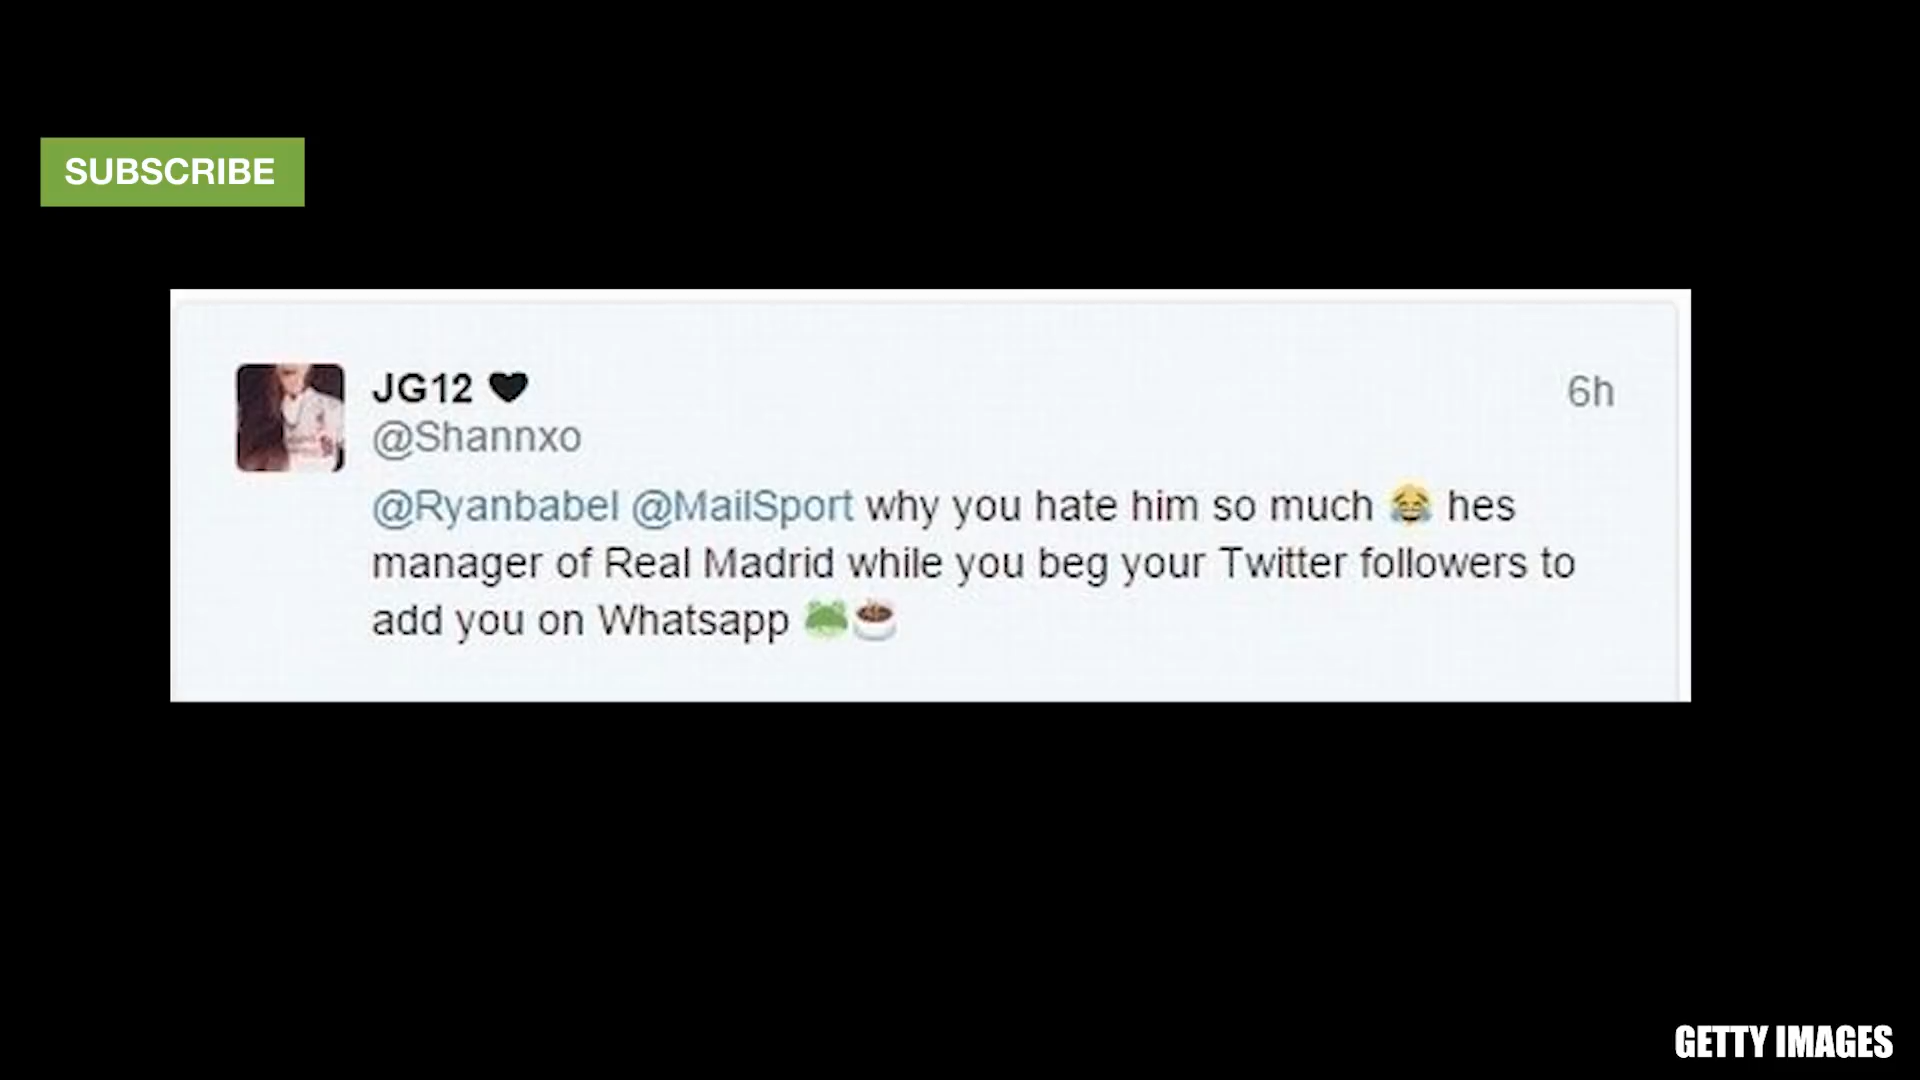 SUBSCRIBE
JG12 🖤
6h
@Shannxo
@Ryanbabel @MailSport why you hate him so much 😂 hes
manager of Real Madrid while you beg your Twitter followers to
add you on Whatsapp 🐸☕
GETTY IMAGES